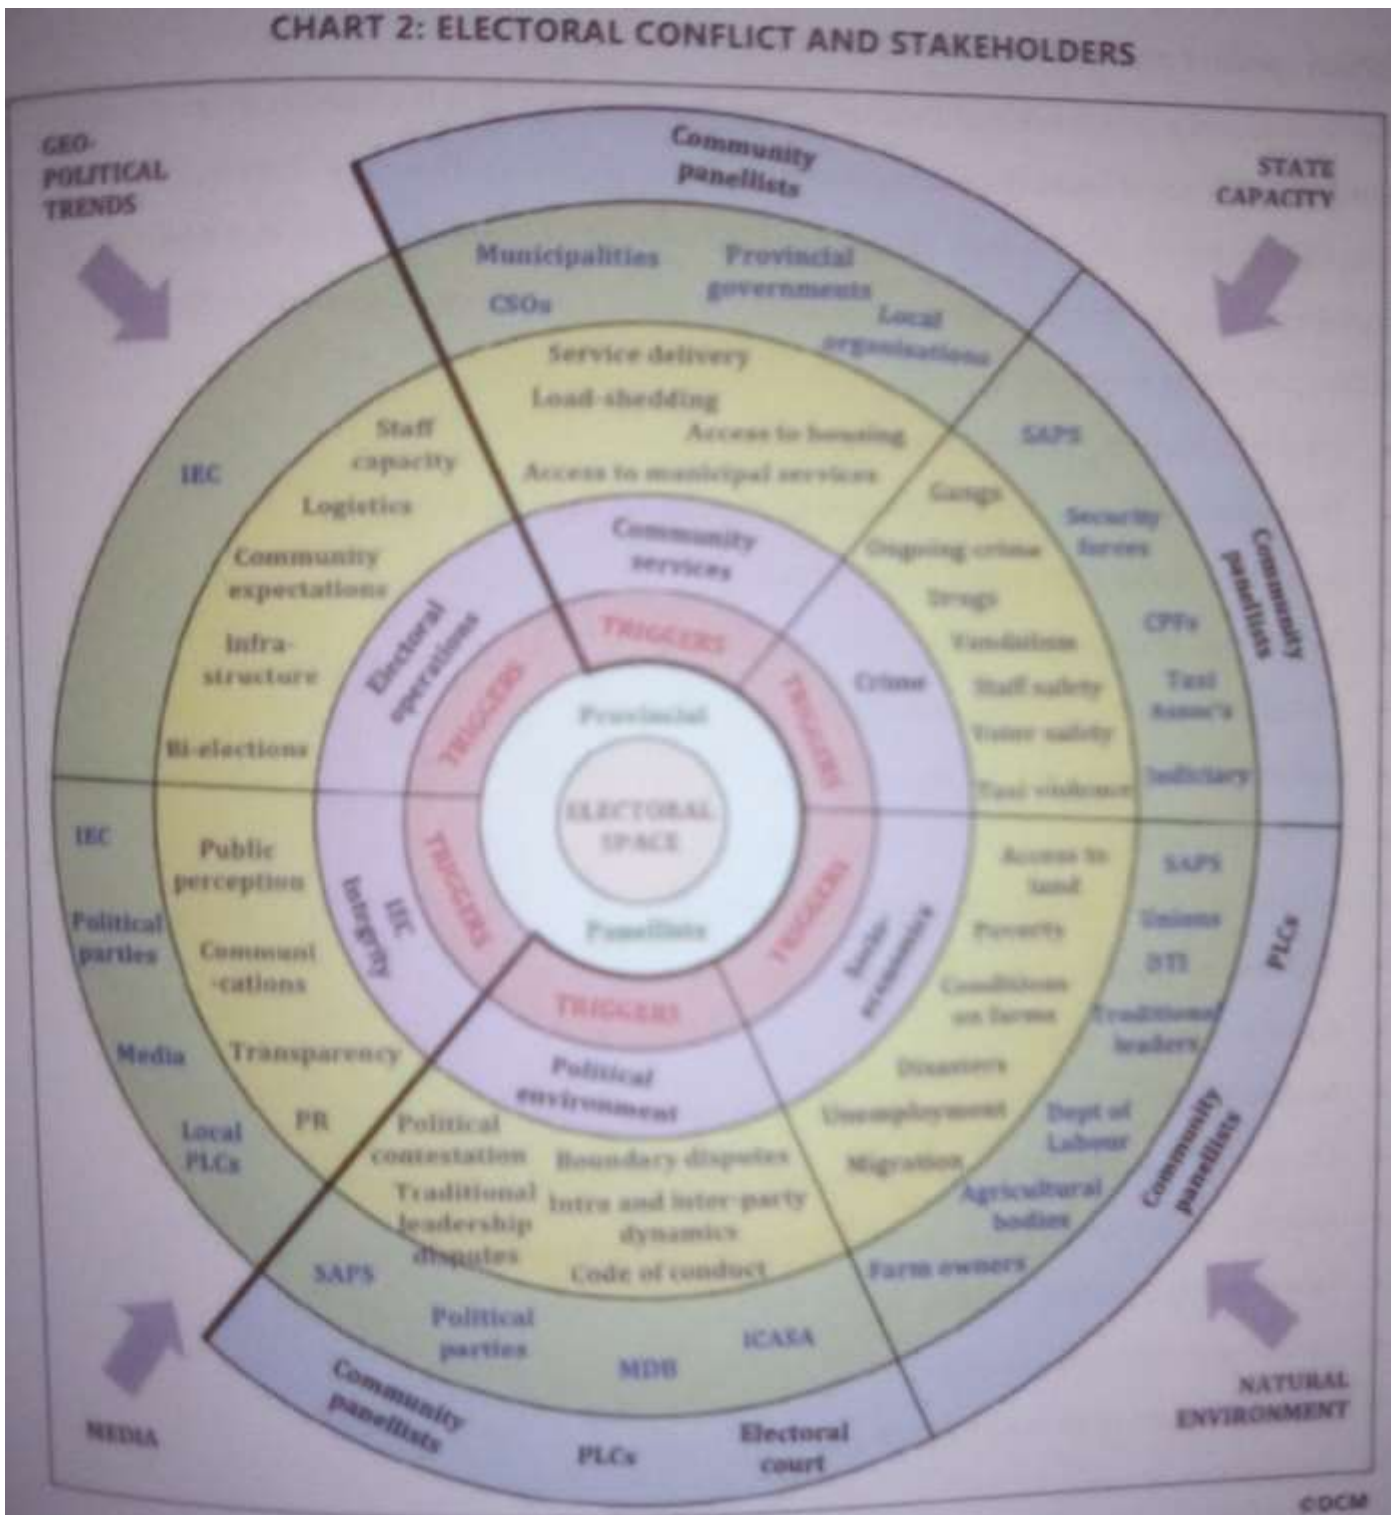 CHART 2: ELECTORAL CONFLICT AND STAKEHOLDERS
GEO-
POLITICAL
TRENDS
STATE
CAPACITY
Community
panellists
Municipalities
Provincial
governments
CSOs
Local
organisations
Service delivery
Load-shedding
Access to housing
Access to municipal services
Community
services
TRIGGERS
SAPS
Security
forces
CPFs
Taxi
Assoc's
Judiciary
Community
panellists
Gangs
Ongoing crime
Drugs
Vandalism
Staff safety
Voter safety
Taxi violence
Crime
TRIGGERS
IEC
Staff
capacity
Logistics
Community
expectations
Infra-
structure
Bi-elections
Electoral
operations
TRIGGERS
Provincial
ELECTORAL
SPACE
Panellists
IEC
Political
parties
Media
Local
PLCs
Public
perception
Communi
-cations
Transparency
PR
IEC
Integrity
TRIGGERS
TRIGGERS
Socio-
economics
Access to
land
Poverty
Conditions
on farms
Disasters
Unemployment
Migration
SAPS
Unions
DTI
Traditional
leaders
Dept of
Labour
Agricultural
bodies
Farm owners
PLCs
Community
panellists
TRIGGERS
Political
environment
Political
contestation
Boundary disputes
Traditional
leadership
disputes
Intra and inter-party
dynamics
Code of conduct
SAPS
Political
parties
MDB
ICASA
Community
panellists
PLCs
Electoral
court
MEDIA
NATURAL
ENVIRONMENT
©DCM